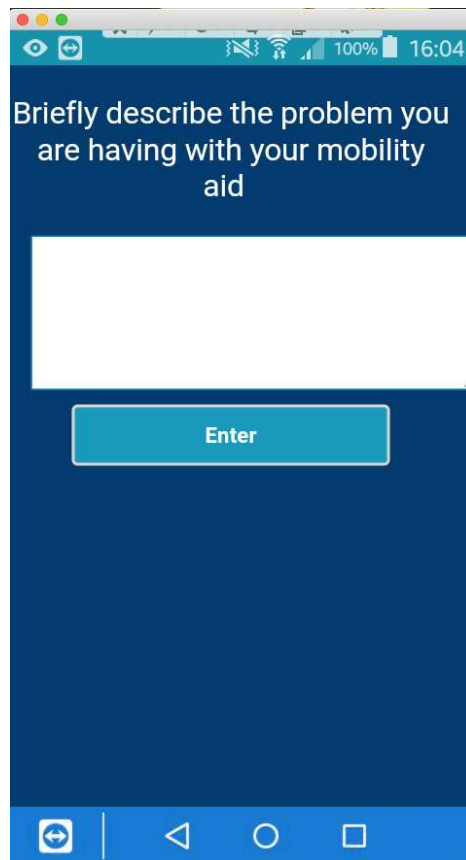 100% 16:04
Briefly describe the problem you
are having with your mobility
aid
Enter